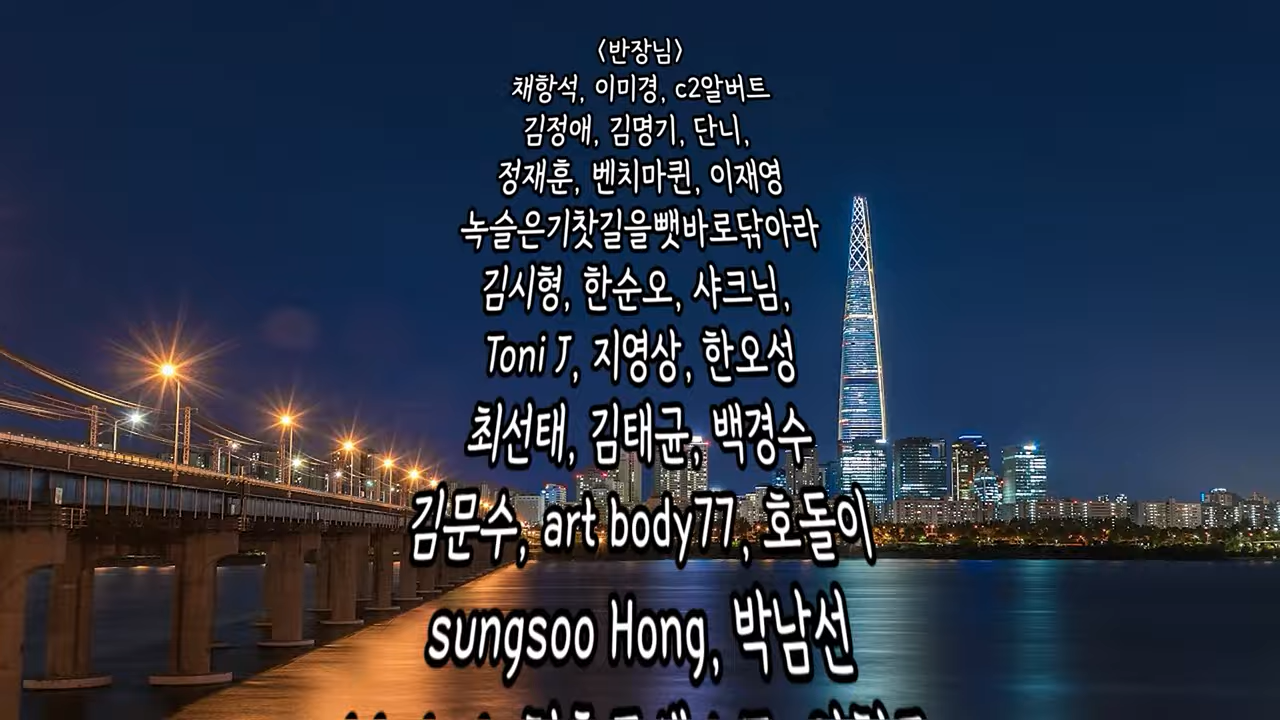 <반장님>
채항석, 이미경, c2알버트
김정애, 김명기, 단니,
정재훈, 벤치마퀸, 이재영
녹슬은기찻길을뺏바로닦아라
김시형, 한순오, 샤크님,
Toni J, 지영상, 한오성
최선태, 김태균, 백경수
김문수, art body77, 호돌이
sungsoo Hong, 박남선